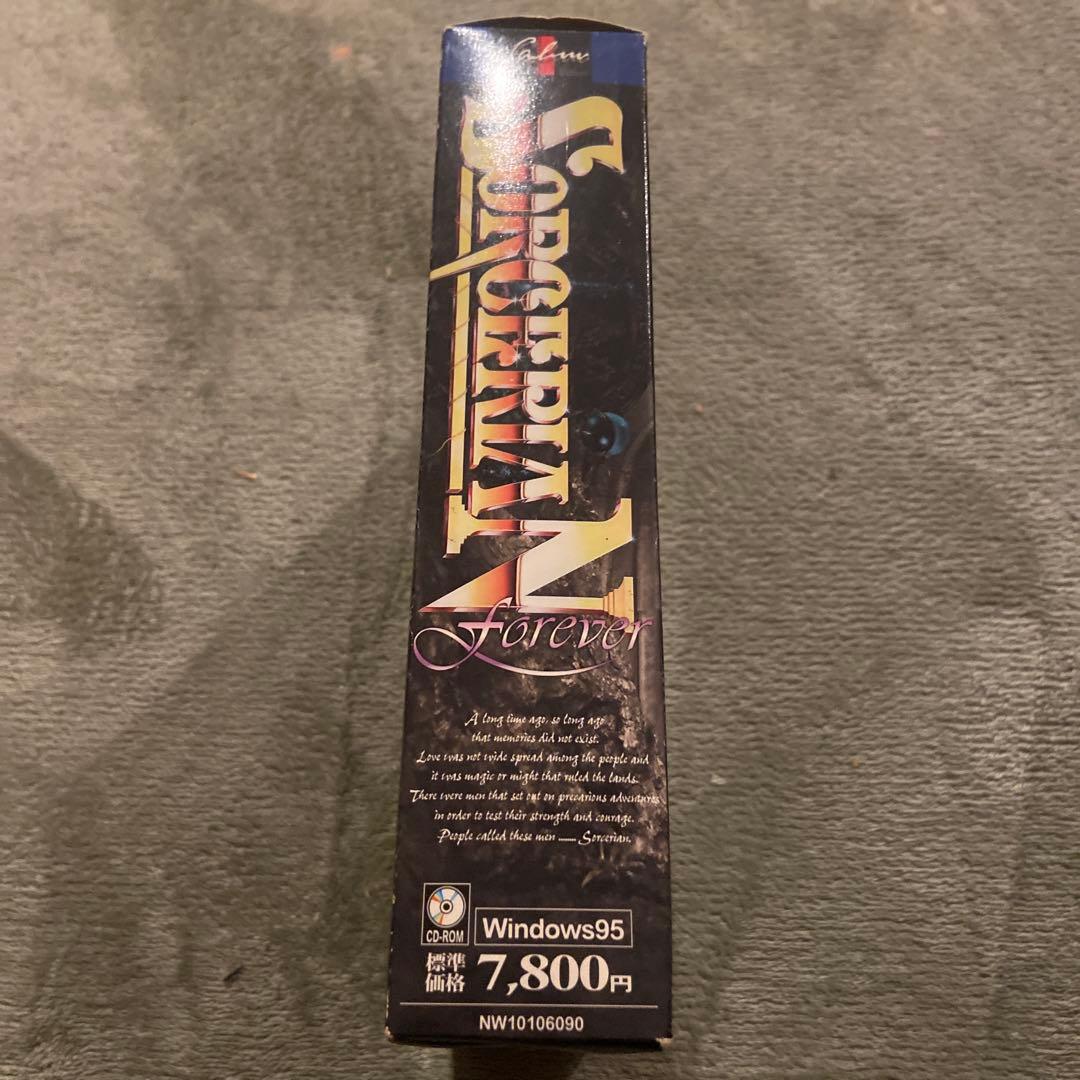 Falcom
SORCERIAN
forever
A long time ago, so long ago
that memories did not exist.
Love was not wide spread among the people and
it was magic or might that ruled the lands.
There were men that set out on precarious adventures
in order to test their strength and courage.
People called these men ...... Sorcerian.
CD-ROM
Windows95
標準
価格
7,800円
NW10106090